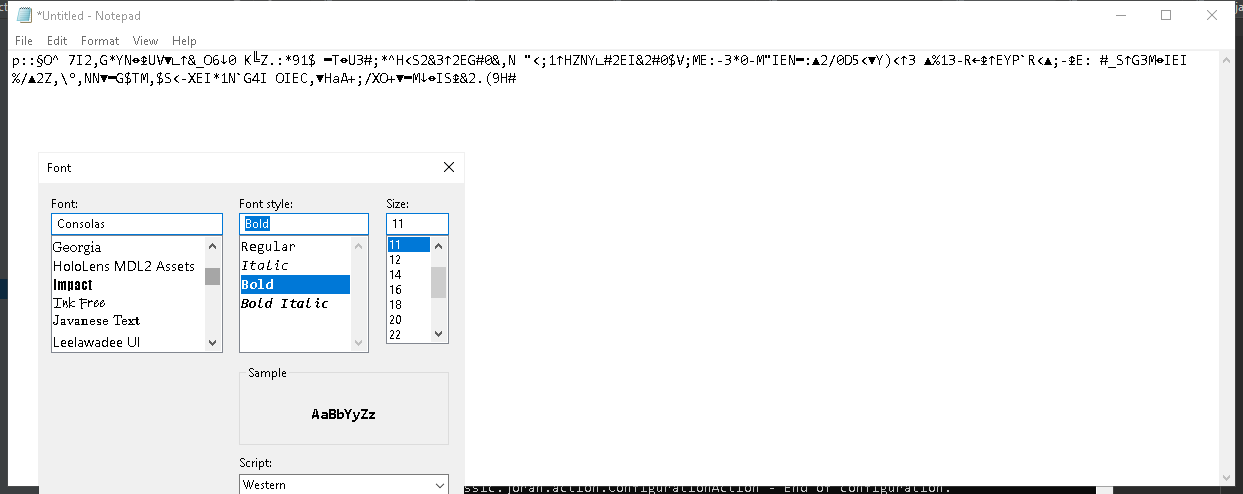 *Untitled - Notepad
File Edit Format View Help
p::§O^ 7I2,G*YN⬌⇭UV▼∟↑&_O6↓0 K╚Z.:*91$ ━T⬌U3#;*^H<S2&3↑2EG#0&,N "<;1↑HZNY∟#2EI&2#0$V;ME:-3*0-M"IEN━:▲2/0D5<▼Y)<↑3 ▲%13-R←⇭↑EYP`R<▲;-⇭E: #_S↑G3M⬌IEI
%/▲2Z,\°,NN▼━G$TM,$S<-XEI*1N`G4I OIEC,▼HaA+;/XO+▼━M↓⬌IS⇭&2.(9H#
Font
Font: Font style: Size:
Consolas Bold 11
Georgia Regular 11
HoloLens MDL2 Assets Italic 12
Impact Bold 14
Ink Free Bold Italic 16
Javanese Text 18
Leelawadee UI 20
22
Sample
AaBbYyZz
Script:
Western
ssic.joran.action.ConfigurationAction - End of configuration.